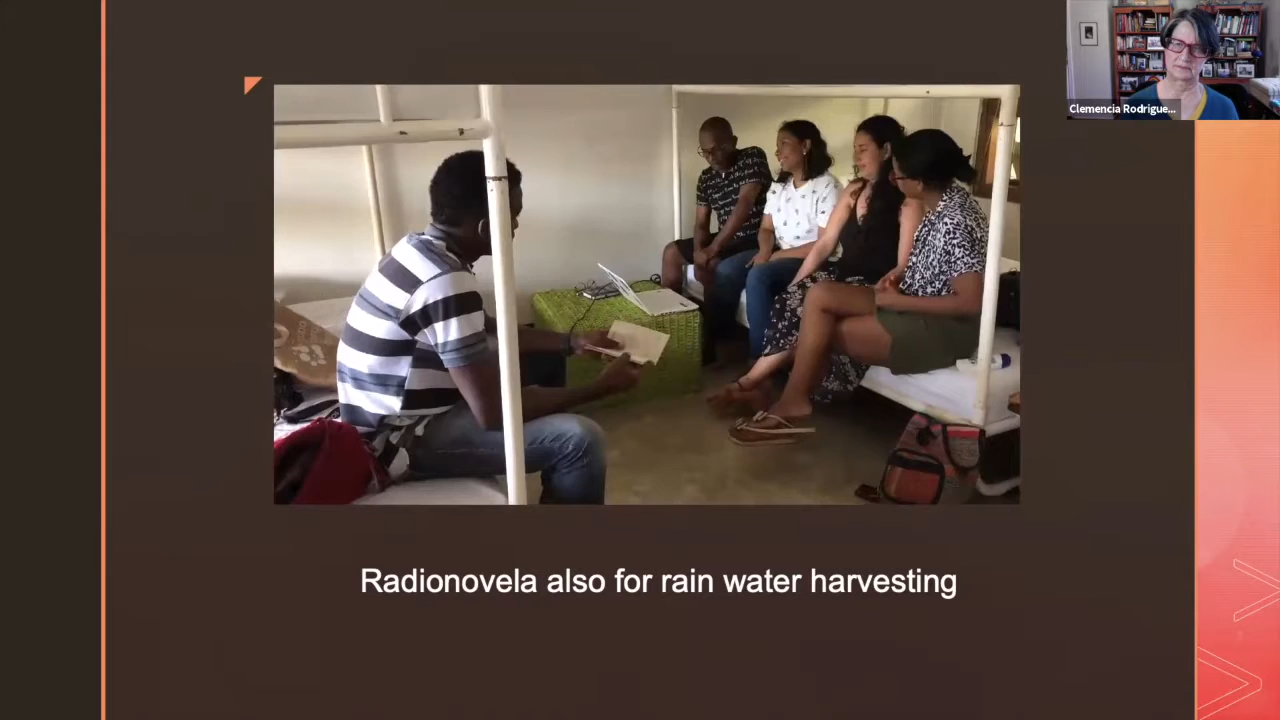 Clemencia Rodrigue...
Radionovela also for rain water harvesting